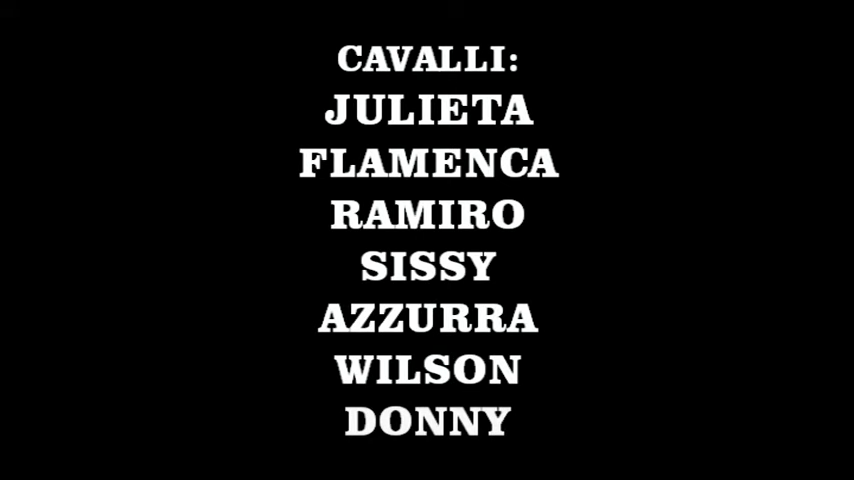 CAVALLI:
JULIETA
FLAMENCA
RAMIRO
SISSY
AZZURRA
WILSON
DONNY